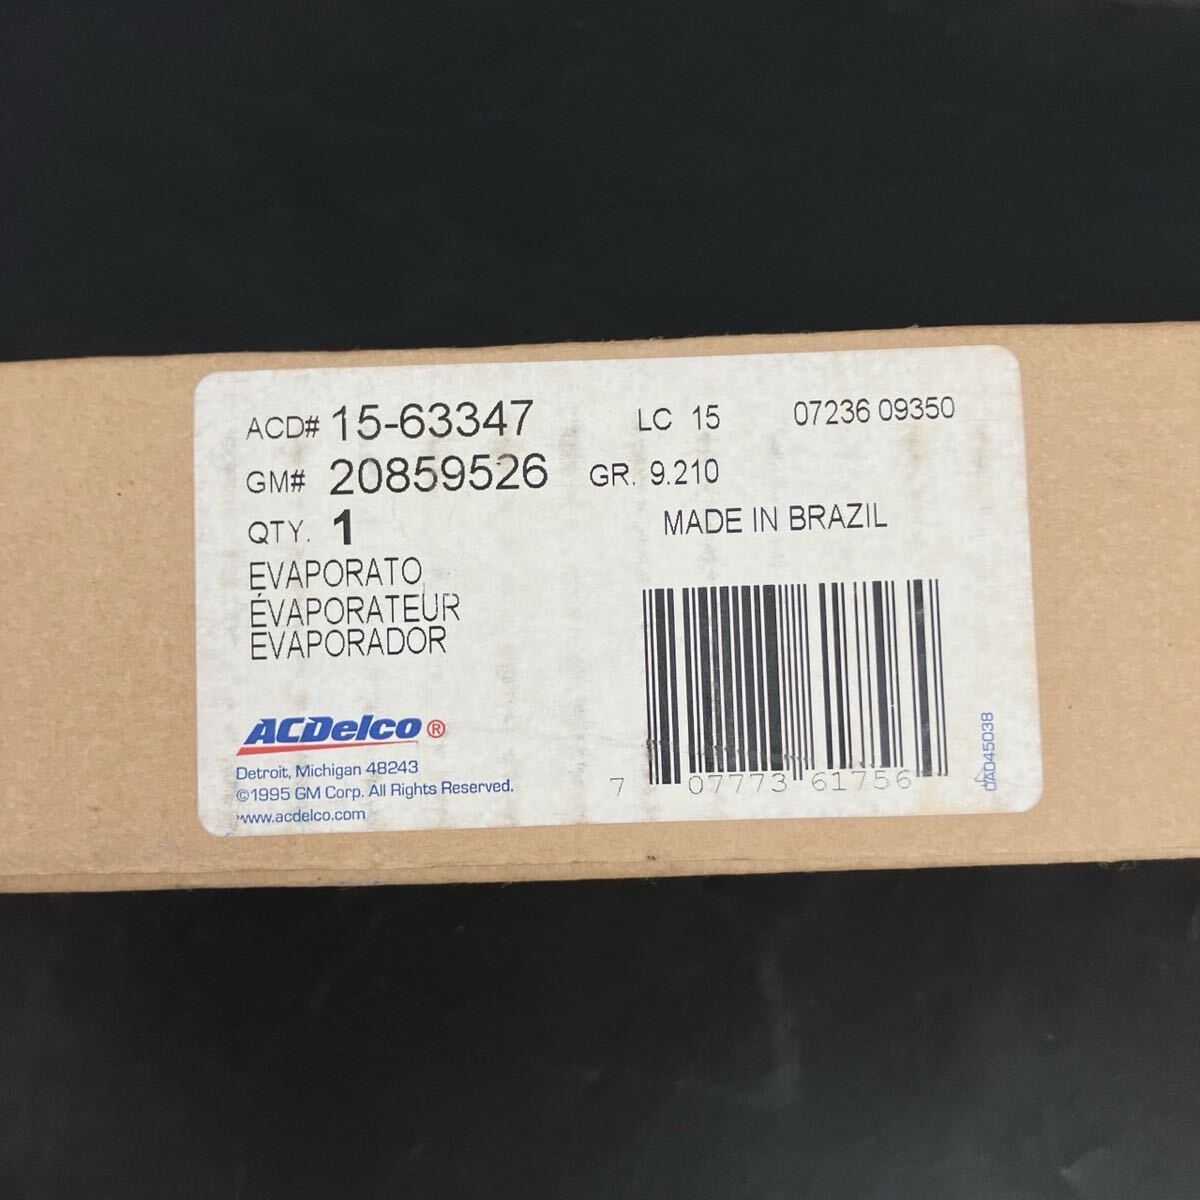 ACD# 15-63347 LC 15 07236 09350
GM# 20859526 GR. 9.210
QTY. 1 MADE IN BRAZIL
EVAPORATO
ÉVAPORATEUR
EVAPORADOR
ACDelco®
Detroit, Michigan 48243
©1995 GM Corp. All Rights Reserved.
www.acdelco.com
7 07773 61756
0AD45038